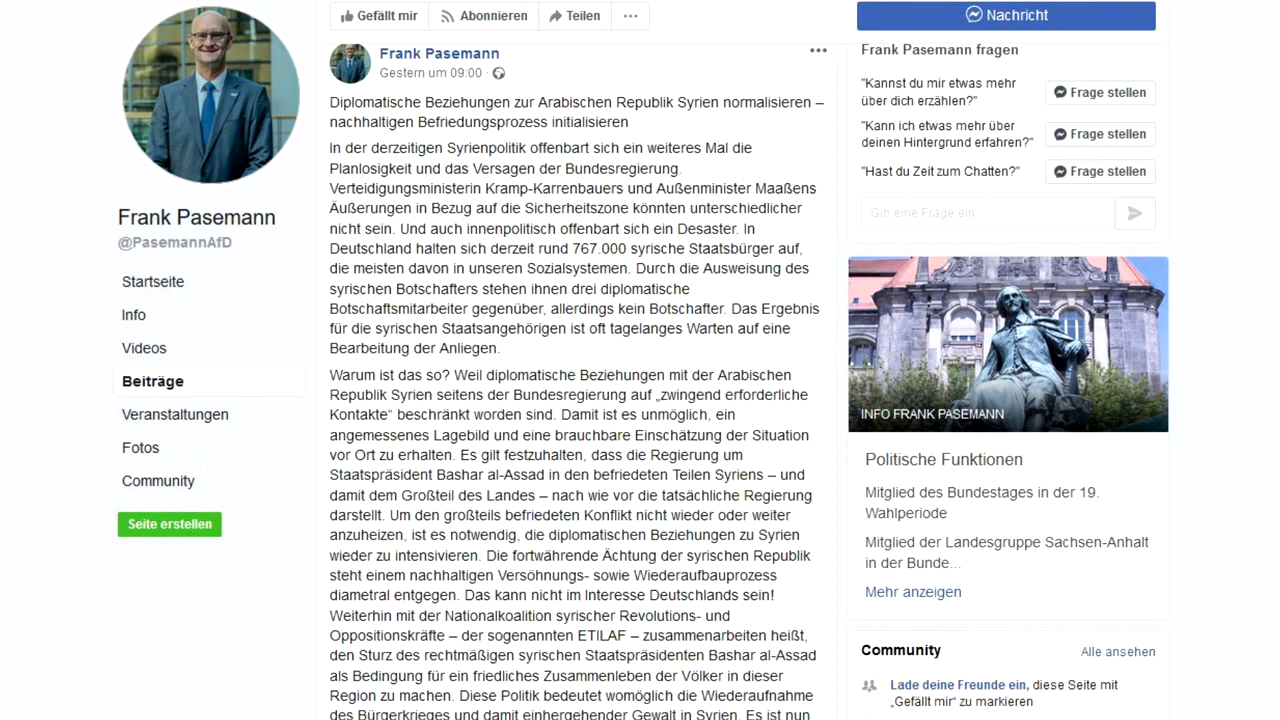 Gefällt mir
Abonnieren
Teilen
Nachricht
Frank Pasemann
@PasemannAfD
Startseite
Info
Videos
Beiträge
Veranstaltungen
Fotos
Community
Seite erstellen
Frank Pasemann
Gestern um 09:00 ·
Diplomatische Beziehungen zur Arabischen Republik Syrien normalisieren –
nachhaltigen Befriedungsprozess initialisieren
In der derzeitigen Syrienpolitik offenbart sich ein weiteres Mal die
Planlosigkeit und das Versagen der Bundesregierung.
Verteidigungsministerin Kramp-Karrenbauers und Außenminister Maaßens
Äußerungen in Bezug auf die Sicherheitszone könnten unterschiedlicher
nicht sein. Und auch innenpolitisch offenbart sich ein Desaster. In
Deutschland halten sich derzeit rund 767.000 syrische Staatsbürger auf,
die meisten davon in unseren Sozialsystemen. Durch die Ausweisung des
syrischen Botschafters stehen ihnen drei diplomatische
Botschaftsmitarbeiter gegenüber, allerdings kein Botschafter. Das Ergebnis
für die syrischen Staatsangehörigen ist oft tagelanges Warten auf eine
Bearbeitung der Anliegen.
Warum ist das so? Weil diplomatische Beziehungen mit der Arabischen
Republik Syrien seitens der Bundesregierung auf „zwingend erforderliche
Kontakte“ beschränkt worden sind. Damit ist es unmöglich, ein
angemessenes Lagebild und eine brauchbare Einschätzung der Situation
vor Ort zu erhalten. Es gilt festzuhalten, dass die Regierung um
Staatspräsident Bashar al-Assad in den befriedeten Teilen Syriens – und
damit dem Großteil des Landes – nach wie vor die tatsächliche Regierung
darstellt. Um den großteils befriedeten Konflikt nicht wieder oder weiter
anzuheizen, ist es notwendig, die diplomatischen Beziehungen zu Syrien
wieder zu intensivieren. Die fortwährende Ächtung der syrischen Republik
steht einem nachhaltigen Versöhnungs- sowie Wiederaufbauprozess
diametral entgegen. Das kann nicht im Interesse Deutschlands sein!
Weiterhin mit der Nationalkoalition syrischer Revolutions- und
Oppositionskräfte – der sogenannten ETILAF – zusammenarbeiten heißt,
den Sturz des rechtmäßigen syrischen Staatspräsidenten Bashar al-Assad
als Bedingung für ein friedliches Zusammenleben der Völker in dieser
Region zu machen. Diese Politik bedeutet womöglich die Wiederaufnahme
des Bürgerkrieges und damit einhergehender Gewalt in Syrien. Es ist nun
Frank Pasemann fragen
"Kannst du mir etwas mehr
über dich erzählen?"
Frage stellen
"Kann ich etwas mehr über
deinen Hintergrund erfahren?"
Frage stellen
"Hast du Zeit zum Chatten?"
Frage stellen
Gib eine Frage ein
INFO FRANK PASEMANN
Politische Funktionen
Mitglied des Bundestages in der 19.
Wahlperiode
Mitglied der Landesgruppe Sachsen-Anhalt
in der Bunde...
Mehr anzeigen
Community
Alle ansehen
Lade deine Freunde ein, diese Seite mit
„Gefällt mir“ zu markieren